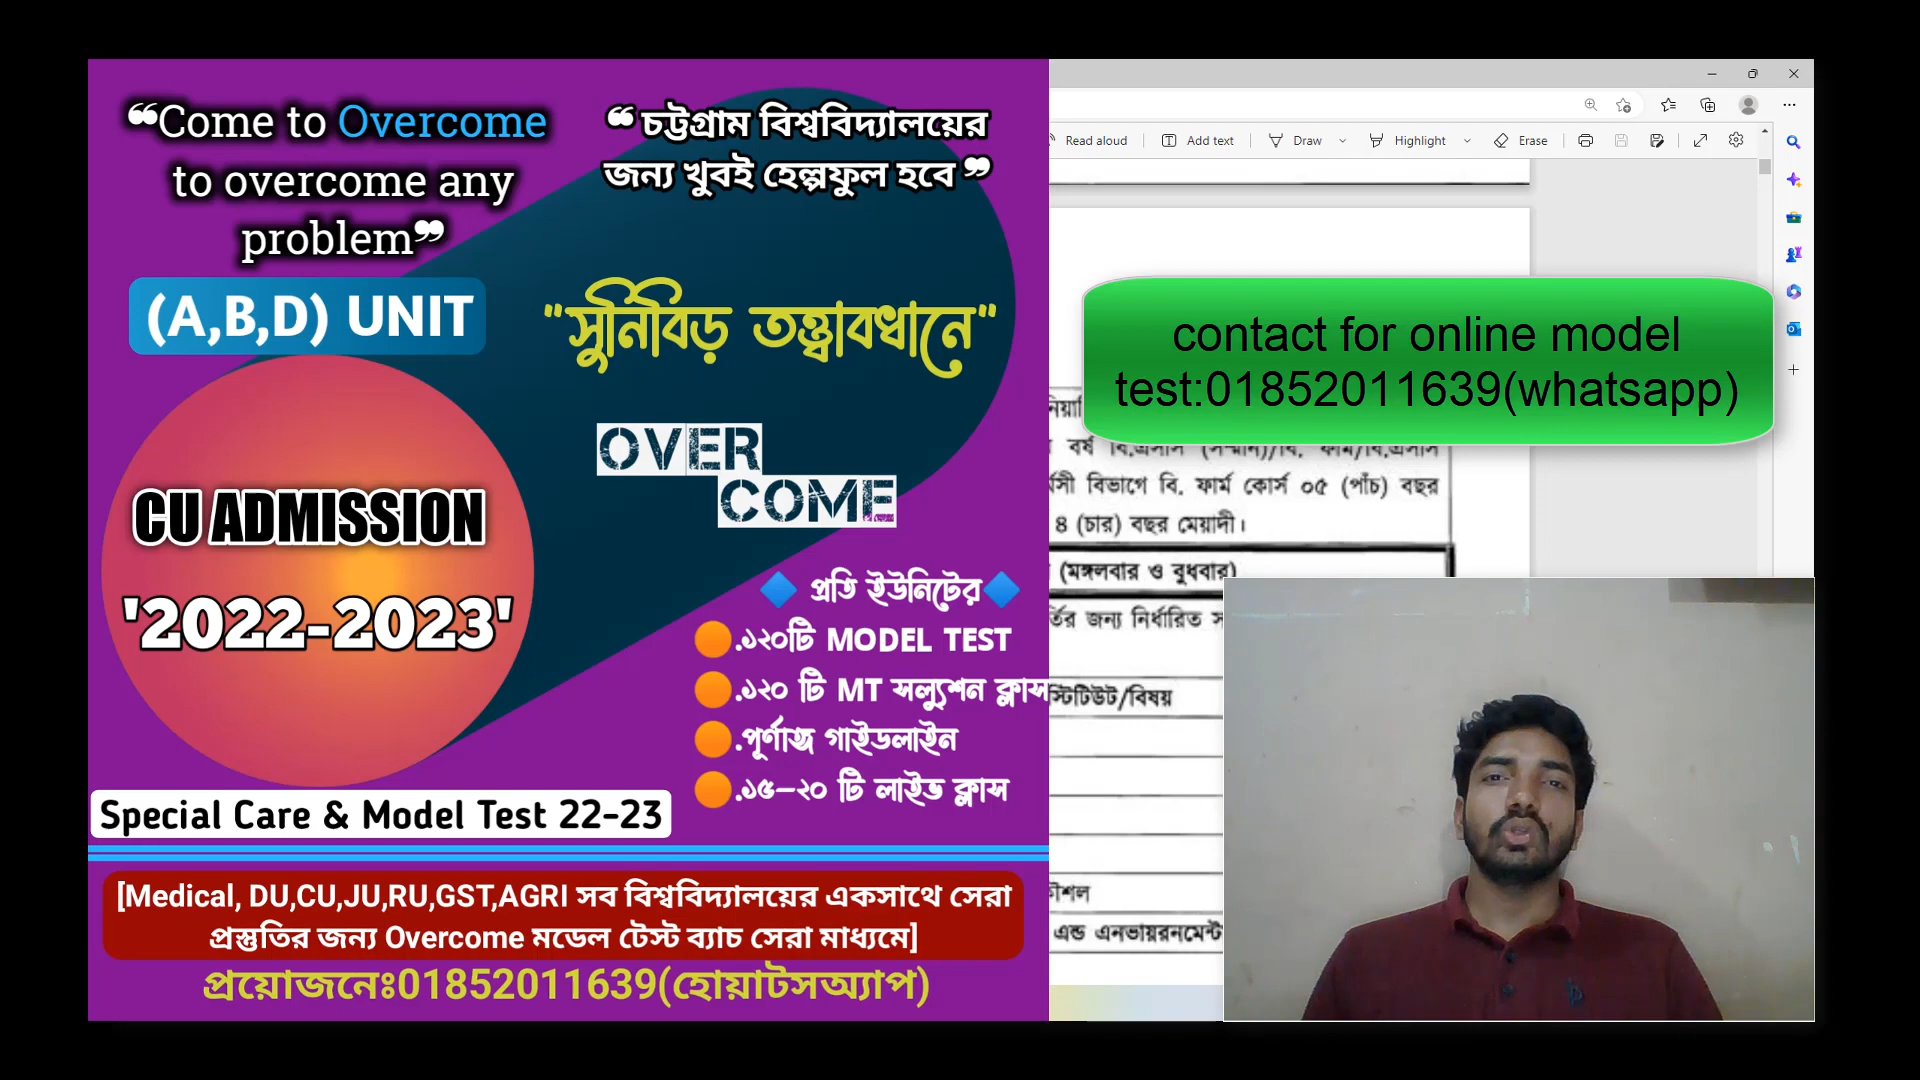 ❝Come to Overcome
to overcome any
problem❞
❝ চট্টগ্রাম বিশ্ববিদ্যালয়ের
জন্য খুবই হেল্পফুল হবে ❞
(A,B,D) UNIT
"সুনিবিড় তত্ত্বাবধানে"
OVER
COME
CU ADMISSION
'2022-2023'
🔷 প্রতি ইউনিটের🔷
🟠.১২০টি MODEL TEST
🟠.১২০ টি MT সল্যুশন ক্লাস
🟠.পূর্ণাঙ্গ গাইডলাইন
🟠.১৫-২০ টি লাইভ ক্লাস
Special Care & Model Test 22-23
[Medical, DU,CU,JU,RU,GST,AGRI সব বিশ্ববিদ্যালয়ের একসাথে সেরা
প্রস্তুতির জন্য Overcome মডেল টেস্ট ব্যাচ সেরা মাধ্যমে]
প্রয়োজনেঃ01852011639(হোয়াটসঅ্যাপ)
Read aloud Add text Draw Highlight Erase
contact for online model
test:01852011639(whatsapp)
বর্ষ বি.এসসি (সম্মান)/বি. ফার্ম/বি.এসসি
বিভাগে বি. ফার্ম কোর্স ০৫ (পাঁচ) বছর
৪ (চার) বছর মেয়াদী।
(মঙ্গলবার ও বুধবার)
জন্য নির্ধারিত
/বিষয়
এন্ড এনভায়রনমেন্ট